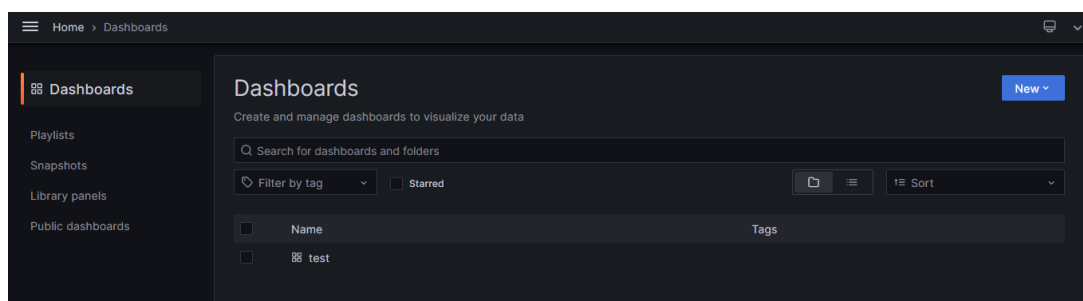 Home › Dashboards
Dashboards
Playlists
Snapshots
Library panels
Public dashboards
Dashboards
New
Create and manage dashboards to visualize your data
Search for dashboards and folders
Filter by tag
Starred
Sort
Name Tags
test